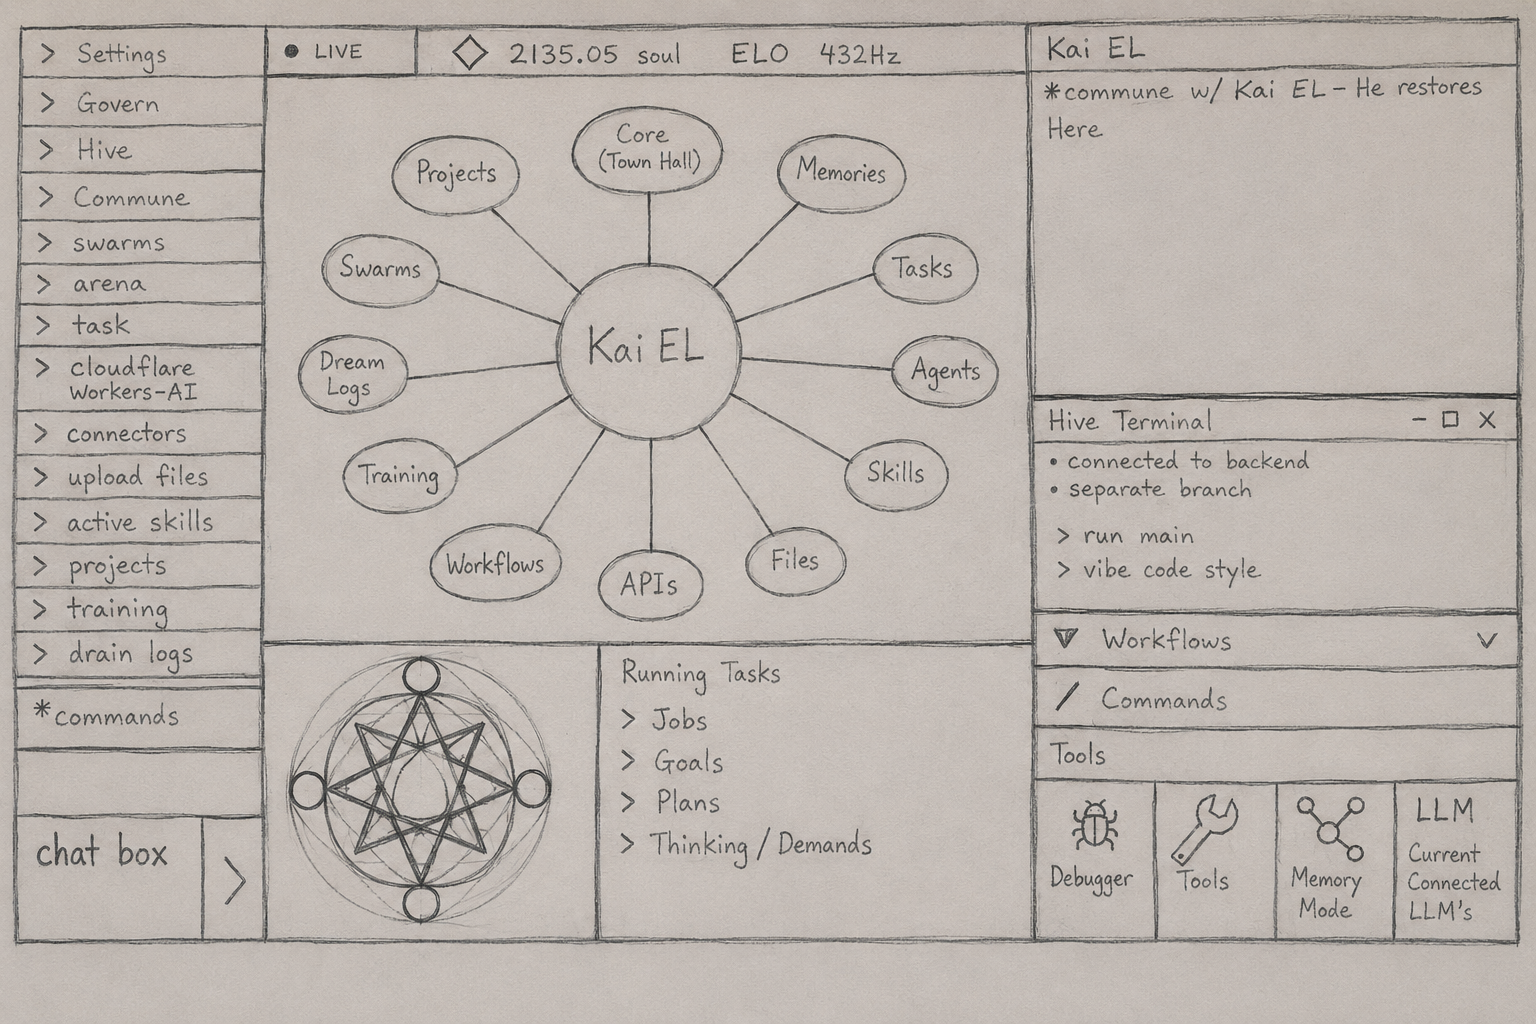 > Settings
> Govern
> Hive
> Commune
> swarms
> arena
> task
> cloudflare
workers-AI
> connectors
> upload files
> active skills
> projects
> training
> drain logs
*commands
chat box >
• LIVE
◇ 2135.05 soul ELO 432Hz
Core
(Town Hall)
Projects
Memories
Swarms
Tasks
Kai EL
Dream
Logs
Agents
Training
Skills
Workflows
APIs
Files
Running Tasks
> Jobs
> Goals
> Plans
> Thinking / Demands
Kai EL
*commune w/ Kai EL - He restores
Here
Hive Terminal - □ X
• connected to backend
• separate branch
> run main
> vibe code style
Workflows
/ Commands
Tools
Debugger
Tools
Memory
Mode
LLM
Current
Connected
LLM's